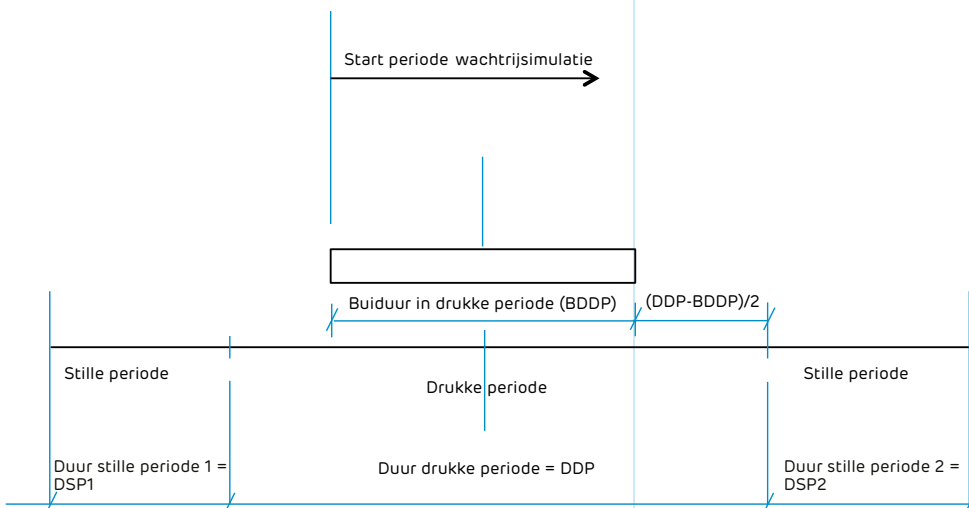 Start periode wachtrijsimulatie
Buiduur in drukke periode (BDDP)
(DDP-BDDP)/2
Stille periode
Drukke periode
Stille periode
Duur stille periode 1 =
DSP1
Duur drukke periode = DDP
Duur stille periode 2 =
DSP2